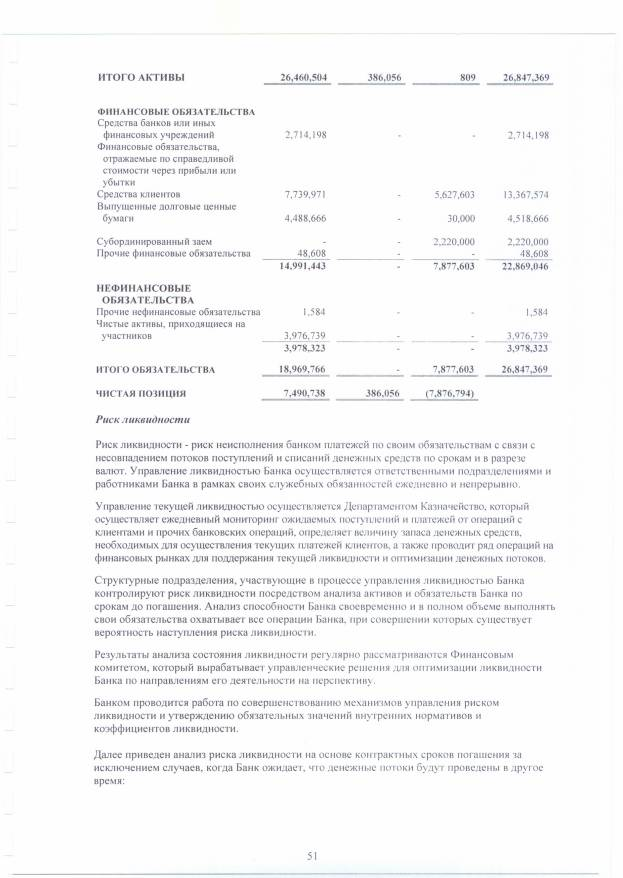 ИТОГО АКТИВЫ 26,460,504 386,056 809 26,847,369
ФИНАНСОВЫЕ ОБЯЗАТЕЛЬСТВА
Средства банков или иных
финансовых учреждений 2,714,198 - - 2,714,198
Финансовые обязательства,
отражаемые по справедливой
стоимости через прибыли или
убытки
Средства клиентов 7,739,971 - 5,627,603 13,367,574
Выпущенные долговые ценные
бумаги 4,488,666 - 30,000 4,518,666
Субординированный заем - - 2,220,000 2,220,000
Прочие финансовые обязательства 48,608 - - 48,608
14,991,443 - 7,877,603 22,869,046
НЕФИНАНСОВЫЕ
ОБЯЗАТЕЛЬСТВА
Прочие нефинансовые обязательства 1,584 - - 1,584
Чистые активы, приходящиеся на
участников 3,976,739 - - 3,976,739
3,978,323 - - 3,978,323
ИТОГО ОБЯЗАТЕЛЬСТВА 18,969,766 - 7,877,603 26,847,369
ЧИСТАЯ ПОЗИЦИЯ 7,490,738 386,056 (7,876,794)
Риск ликвидности
Риск ликвидности - риск неисполнения банком платежей по своим обязательствам с связи с
несовпадением потоков поступлений и списаний денежных средств по срокам и в разрезе
валют. Управление ликвидностью Банка осуществляется ответственными подразделениями и
работниками Банка в рамках своих служебных обязанностей ежедневно и непрерывно.
Управление текущей ликвидностью осуществляется Департаментом Казначейство, который
осуществляет ежедневный мониторинг ожидаемых поступлений и платежей от операций с
клиентами и прочих банковских операций, определяет величину запаса денежных средств,
необходимых для осуществления текущих платежей клиентов, а также проводит ряд операций на
финансовых рынках для поддержания текущей ликвидности и оптимизации денежных потоков.
Структурные подразделения, участвующие в процессе управления ликвидностью Банка
контролируют риск ликвидности посредством анализа активов и обязательств Банка по
срокам до погашения. Анализ способности Банка своевременно и в полном объеме выполнять
свои обязательства охватывает все операции Банка, при совершении которых существует
вероятность наступления риска ликвидности.
Результаты анализа состояния ликвидности регулярно рассматриваются Финансовым
комитетом, который вырабатывает управленческие решения для оптимизации ликвидности
Банка по направлениям его деятельности на перспективу.
Банком проводится работа по совершенствованию механизмов управления риском
ликвидности и утверждению обязательных значений внутренних нормативов и
коэффициентов ликвидности.
Далее приведен анализ риска ликвидности на основе контрактных сроков погашения за
исключением случаев, когда Банк ожидает, что денежные потоки будут проведены в другое
время:
51